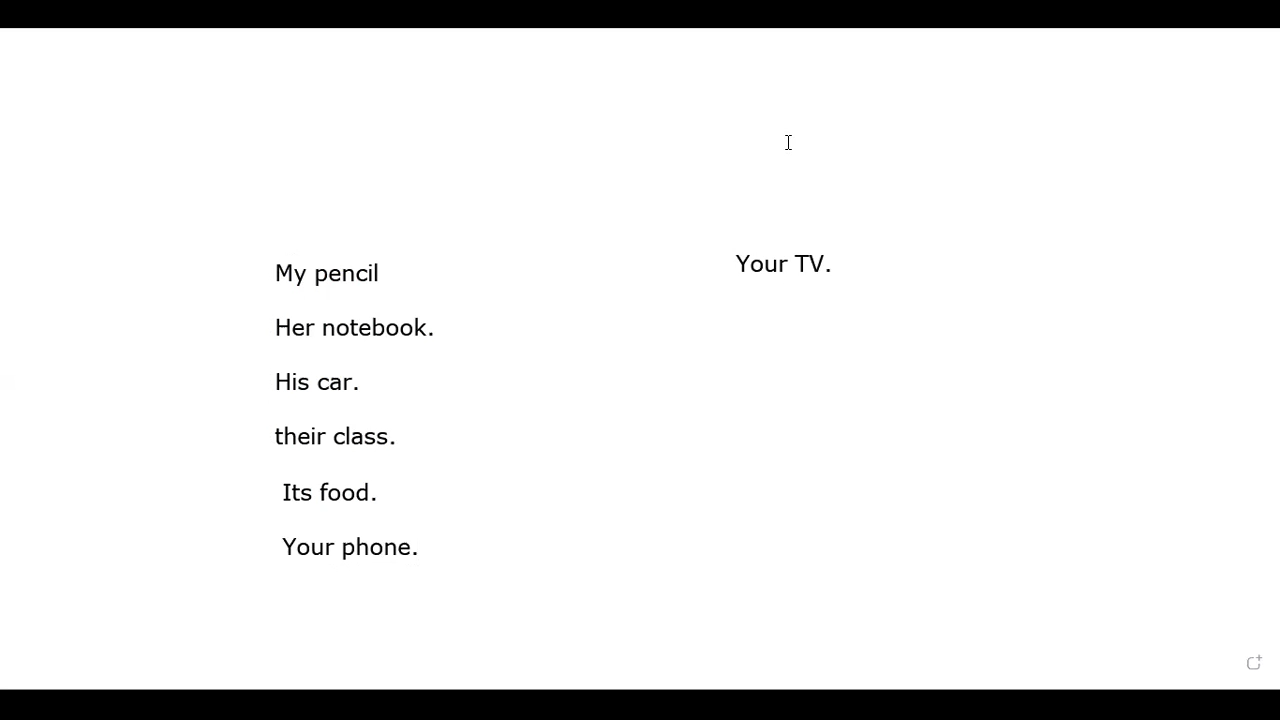 My pencil
Her notebook.
His car.
their class.
Its food.
Your phone.
Your TV.